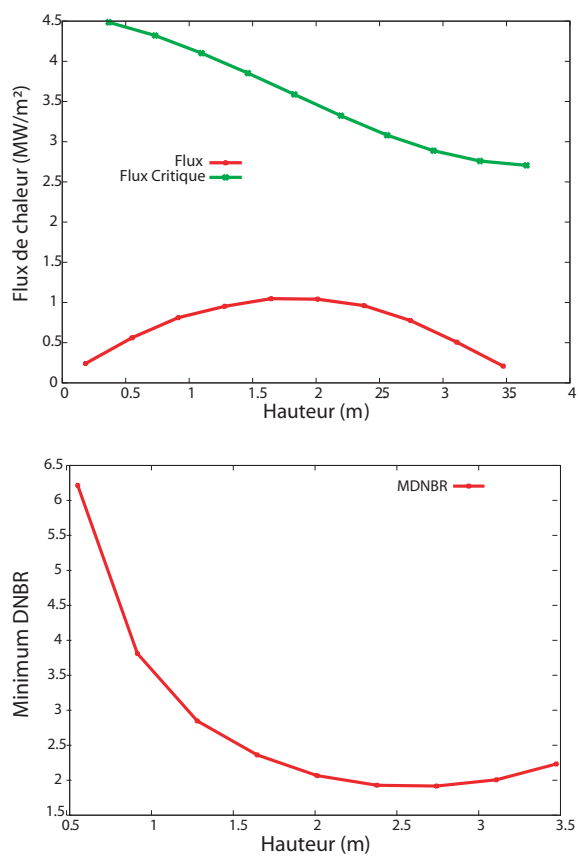 4.5
4
3.5
3
2.5
2
1.5
1
0.5
0
Flux de chaleur (MW/m²)
Flux
Flux Critique
0 0.5 1 1.5 2 25 3 35 4
Hauteur (m)
6.5
6
5.5
5
4.5
4
3.5
3
2.5
2
1.5
Minimum DNBR
MDNBR
0.5 1 1.5 2 2.5 3 3.5
Hauteur (m)